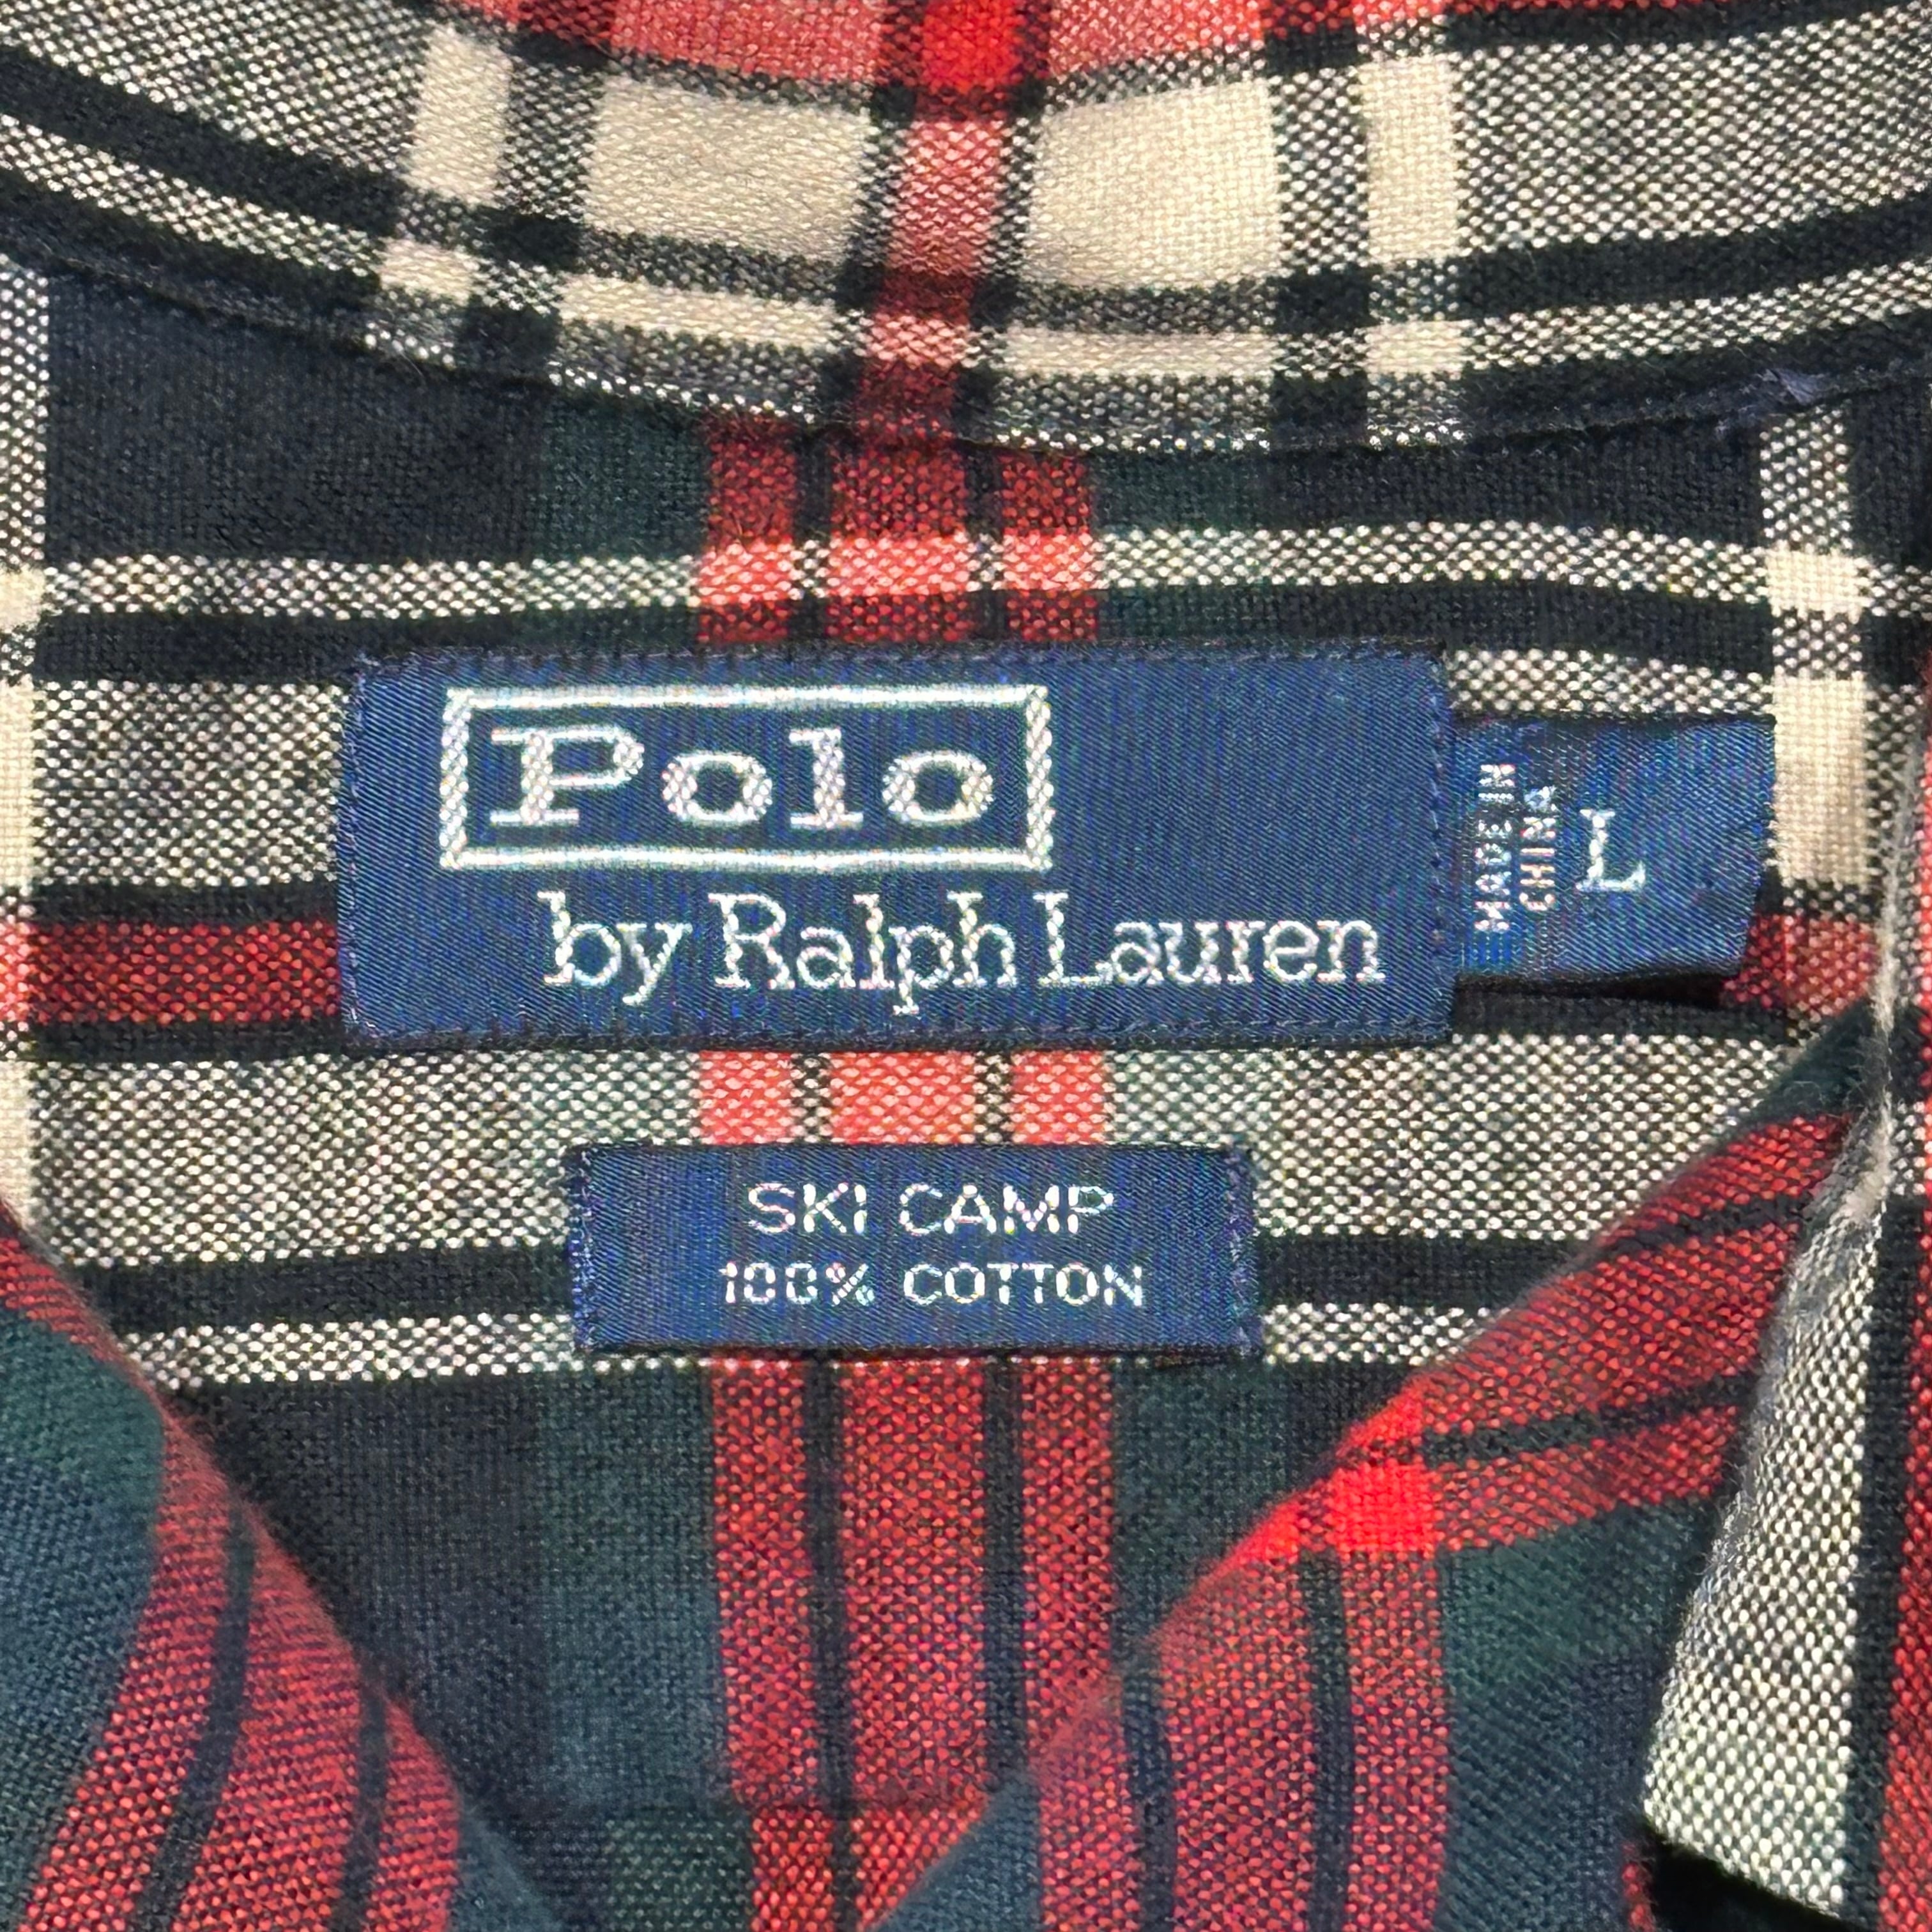 Polo
by Ralph Lauren
MADE IN
CHINA
L
SKI CAMP
100% COTTON